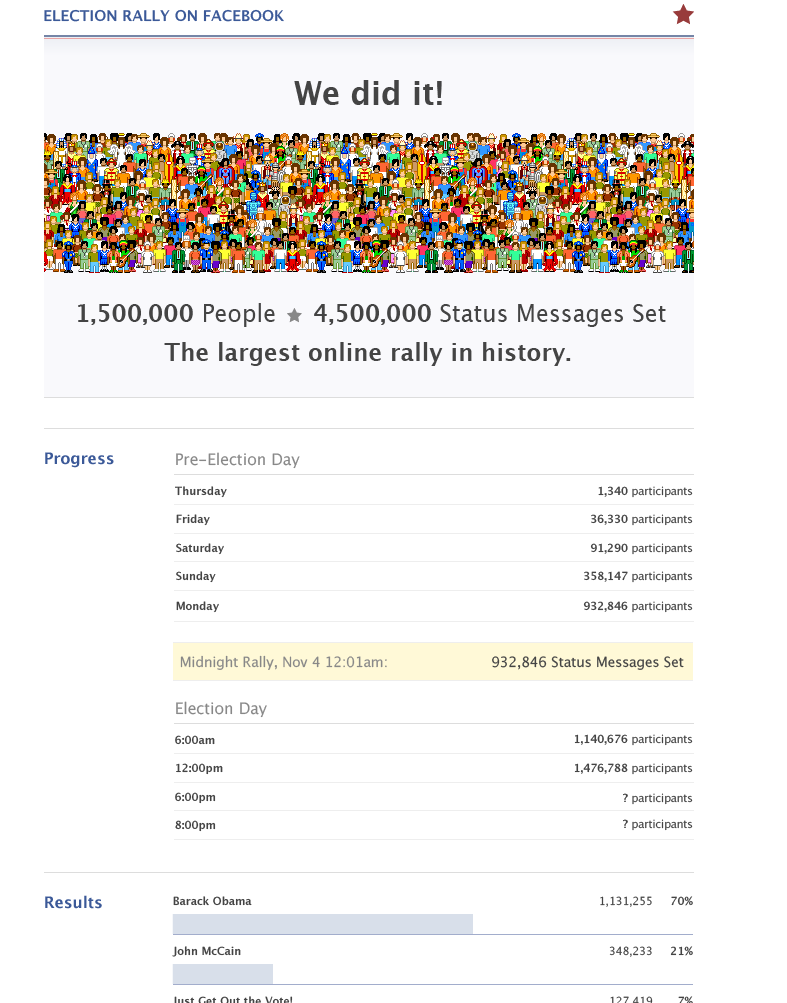 ELECTION RALLY ON FACEBOOK
We did it!
1,500,000 People ★ 4,500,000 Status Messages Set
The largest online rally in history.
Progress
Pre-Election Day
Thursday 1,340 participants
Friday 36,330 participants
Saturday 91,290 participants
Sunday 358,147 participants
Monday 932,846 participants
Midnight Rally, Nov 4 12:01am: 932,846 Status Messages Set
Election Day
6:00am 1,140,676 participants
12:00pm 1,476,788 participants
6:00pm ? participants
8:00pm ? participants
Results
Barack Obama 1,131,255 70%
John McCain 348,233 21%
Just Get Out the Vote! 127,419 7%